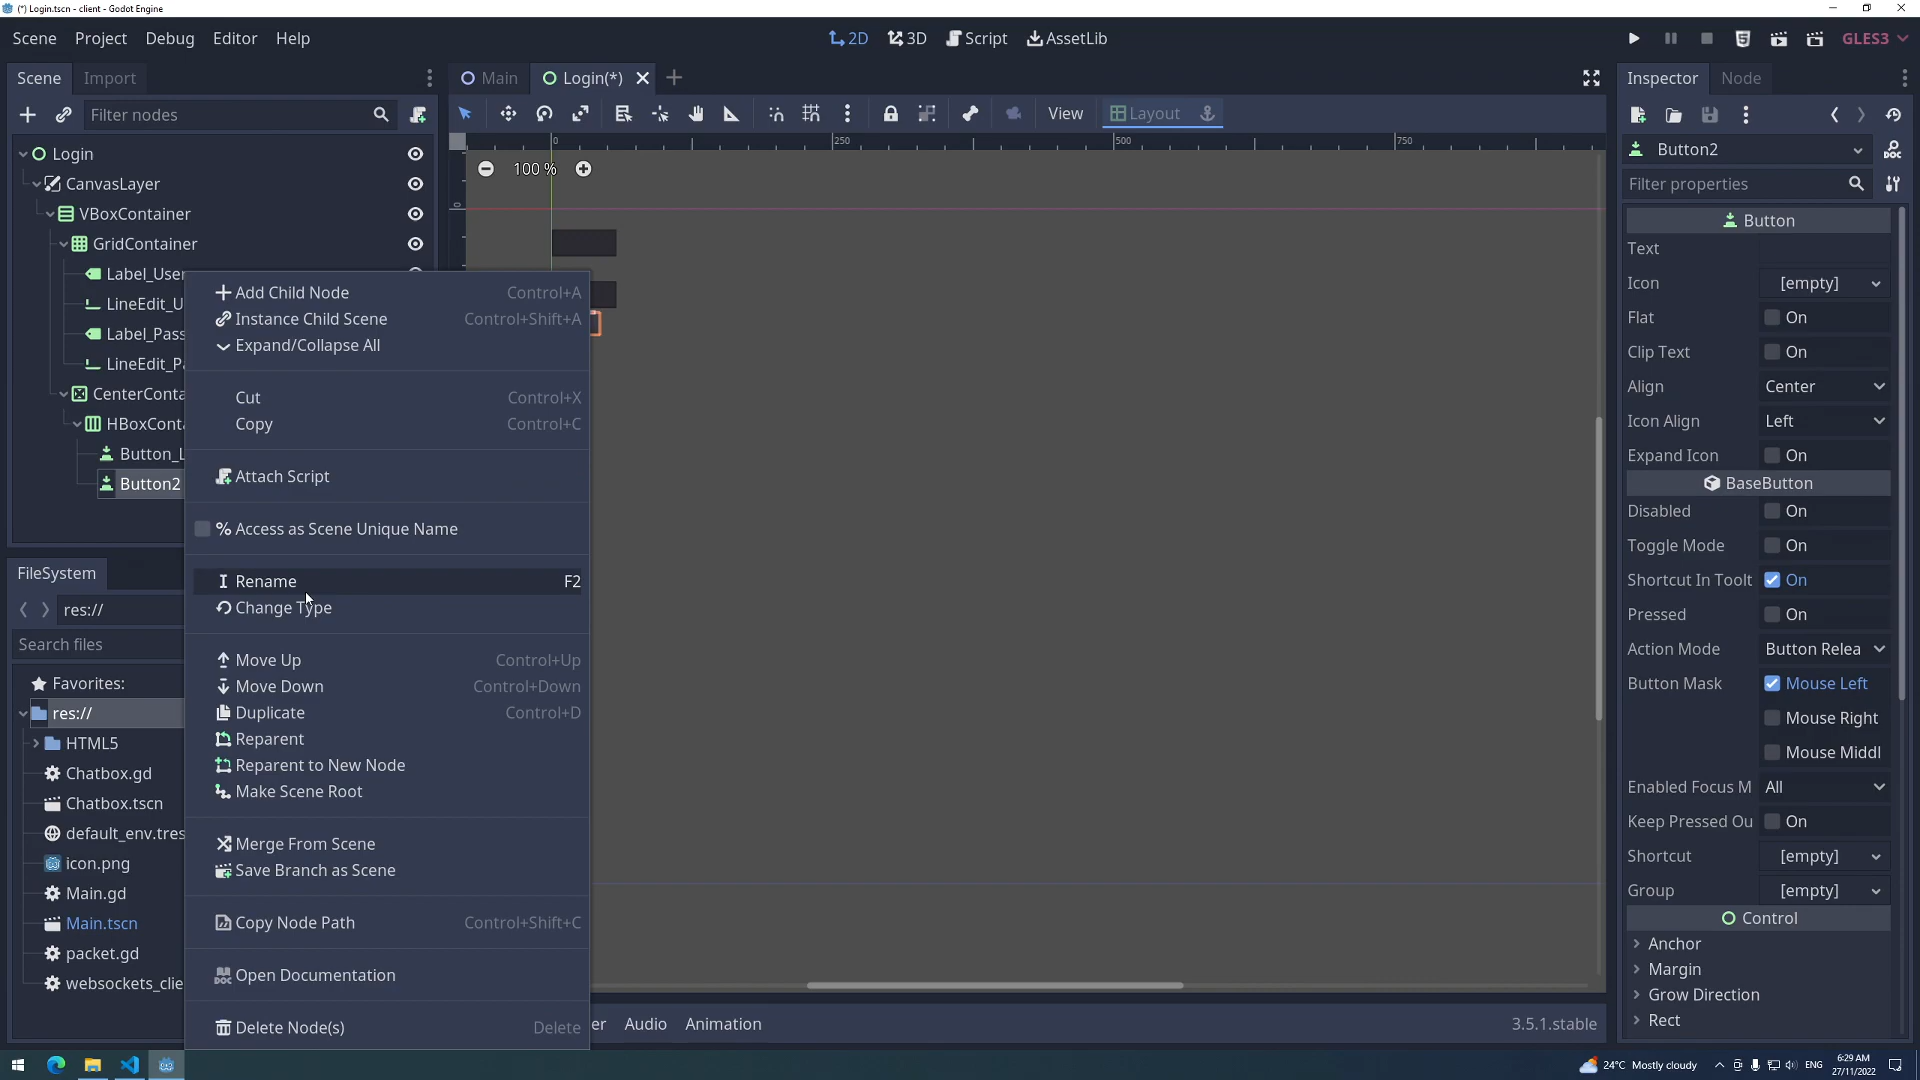 (*) Login.tscn - client - Godot Engine
Scene Project Debug Editor Help
2D 3D Script AssetLib
GLES3
Scene Import
Main Login(*)
Inspector Node
Filter nodes
View Layout
Login
CanvasLayer
VBoxContainer
GridContainer
Label_User
LineEdit_U
Label_Pass
LineEdit_Pa
CenterConta
HBoxConta
Button_L
Button2
0 250 500 750
0
100 %
Add Child Node Control+A
Instance Child Scene Control+Shift+A
Expand/Collapse All
Cut Control+X
Copy Control+C
Attach Script
% Access as Scene Unique Name
Rename F2
Change Type
Move Up Control+Up
Move Down Control+Down
Duplicate Control+D
Reparent
Reparent to New Node
Make Scene Root
Merge From Scene
Save Branch as Scene
Copy Node Path Control+Shift+C
DOC Open Documentation
Delete Node(s) Delete
FileSystem
res://
Search files
Favorites:
res://
HTML5
Chatbox.gd
Chatbox.tscn
default_env.tres
icon.png
Main.gd
Main.tscn
packet.gd
websockets_clie
er Audio Animation
3.5.1.stable
Button2
DOC
Filter properties
Button
Text
Icon [empty]
Flat On
Clip Text On
Align Center
Icon Align Left
Expand Icon On
BaseButton
Disabled On
Toggle Mode On
Shortcut In Toolt On
Pressed On
Action Mode Button Relea
Button Mask Mouse Left
Mouse Right
Mouse Middl
Enabled Focus M All
Keep Pressed Ou On
Shortcut [empty]
Group [empty]
Control
Anchor
Margin
Grow Direction
Rect
24°C Mostly cloudy
ENG
6:29 AM
27/11/2022